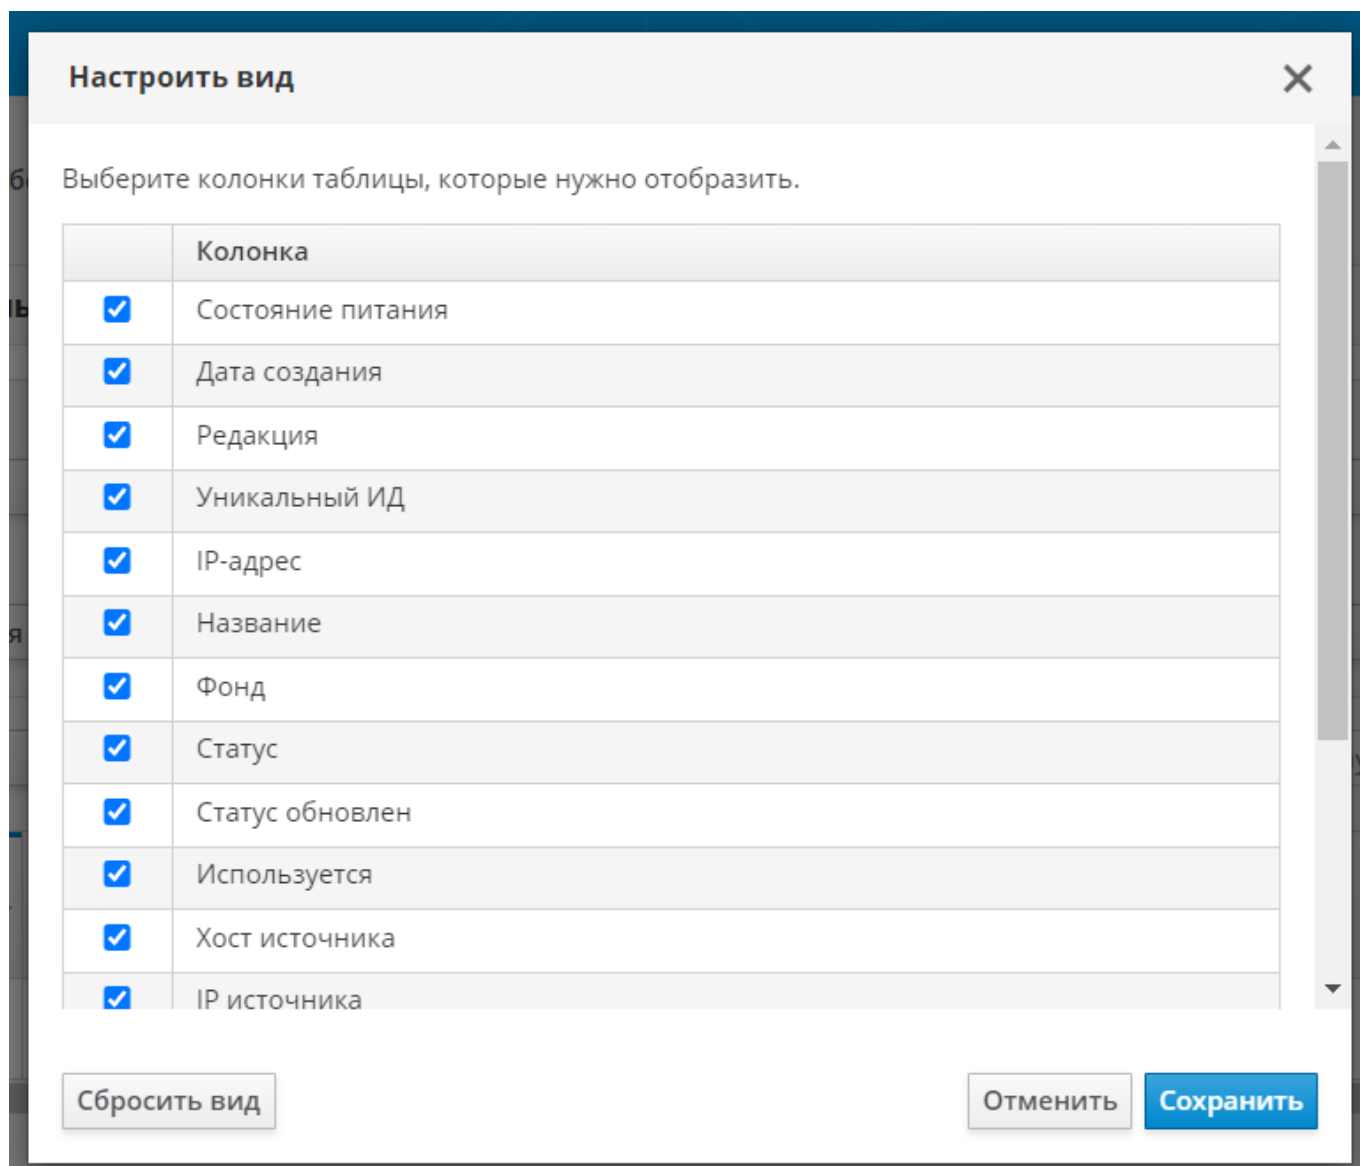 Настроить вид
Выберите колонки таблицы, которые нужно отобразить.
Колонка
Состояние питания
Дата создания
Редакция
Уникальный ИД
IP-адрес
Название
Фонд
Статус
Статус обновлен
Используется
Хост источника
IP источника
Сбросить вид
Отменить
Сохранить